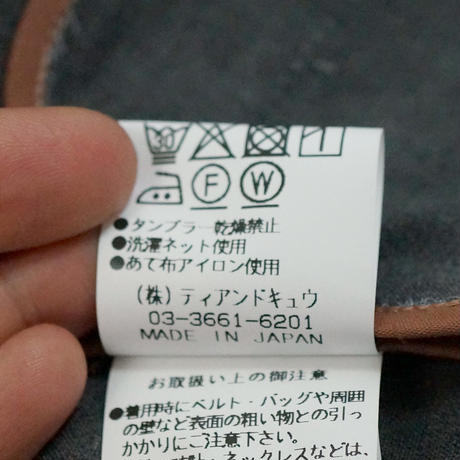 30
F W
●タンブラー乾燥禁止
●洗濯ネット使用
●あて布アイロン使用
(株)ティアンドキュウ
03-3661-6201
MADE IN JAPAN
お取扱い上の御注意
●着用時にベルト・バッグや周囲
の壁など表面の粗い物との引っ
かかりにご注意下さい。
ネックレスなどは、